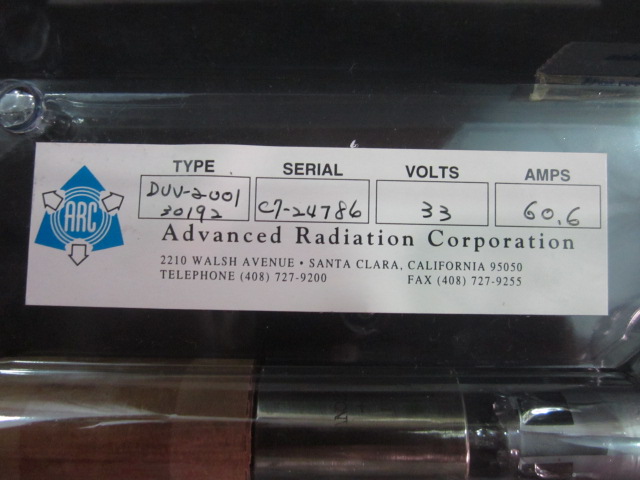 TYPE SERIAL VOLTS AMPS
DUV-2001
30192 C7-24786 33 60.6
ARC
Advanced Radiation Corporation
2210 WALSH AVENUE • SANTA CLARA, CALIFORNIA 95050
TELEPHONE (408) 727-9200 FAX (408) 727-9255
N